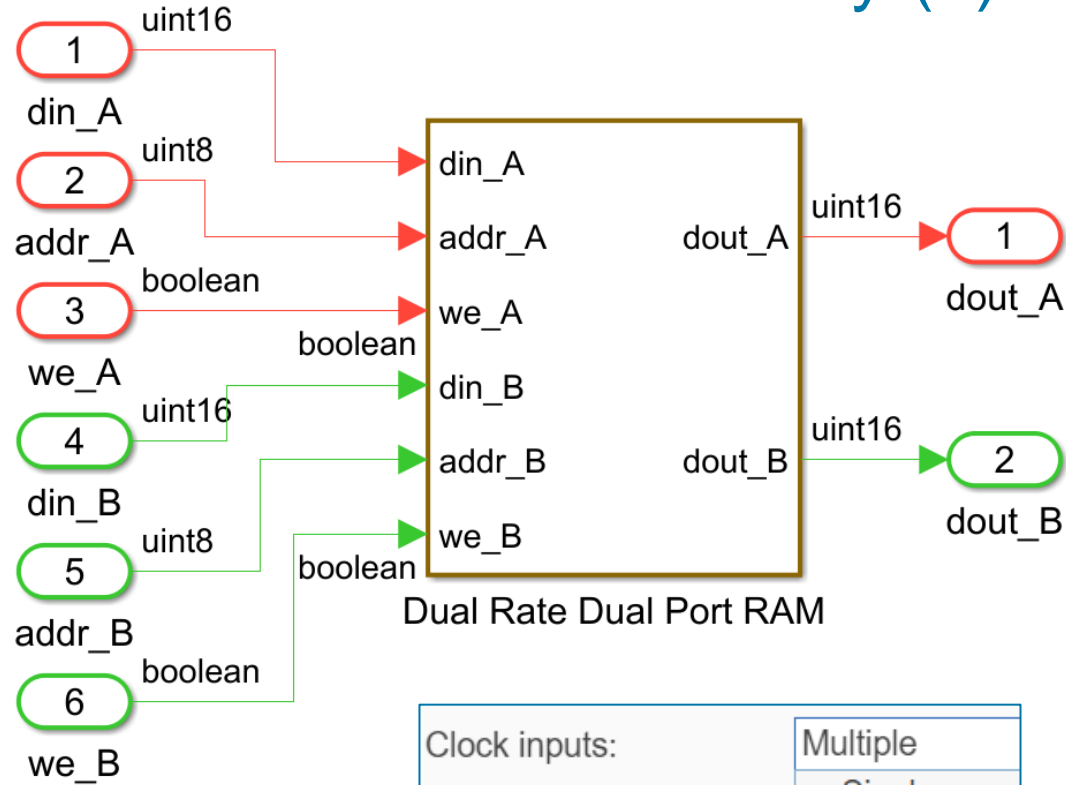 uint16
1
din_A
uint8
2
addr_A
boolean
3
we_A
uint16
4
din_B
uint8
5
addr_B
boolean
6
we_B
boolean
boolean
din_A
addr_A
we_A
din_B
addr_B
we_B
dout_A
dout_B
Dual Rate Dual Port RAM
uint16
1
dout_A
uint16
2
dout_B
Clock inputs:
Multiple